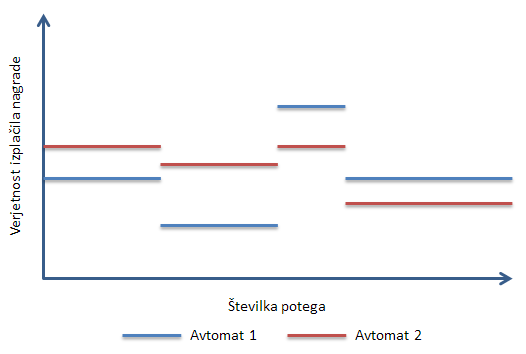 Verjetnost izplačila nagrade
Številka potega
Avtomat 1
Avtomat 2